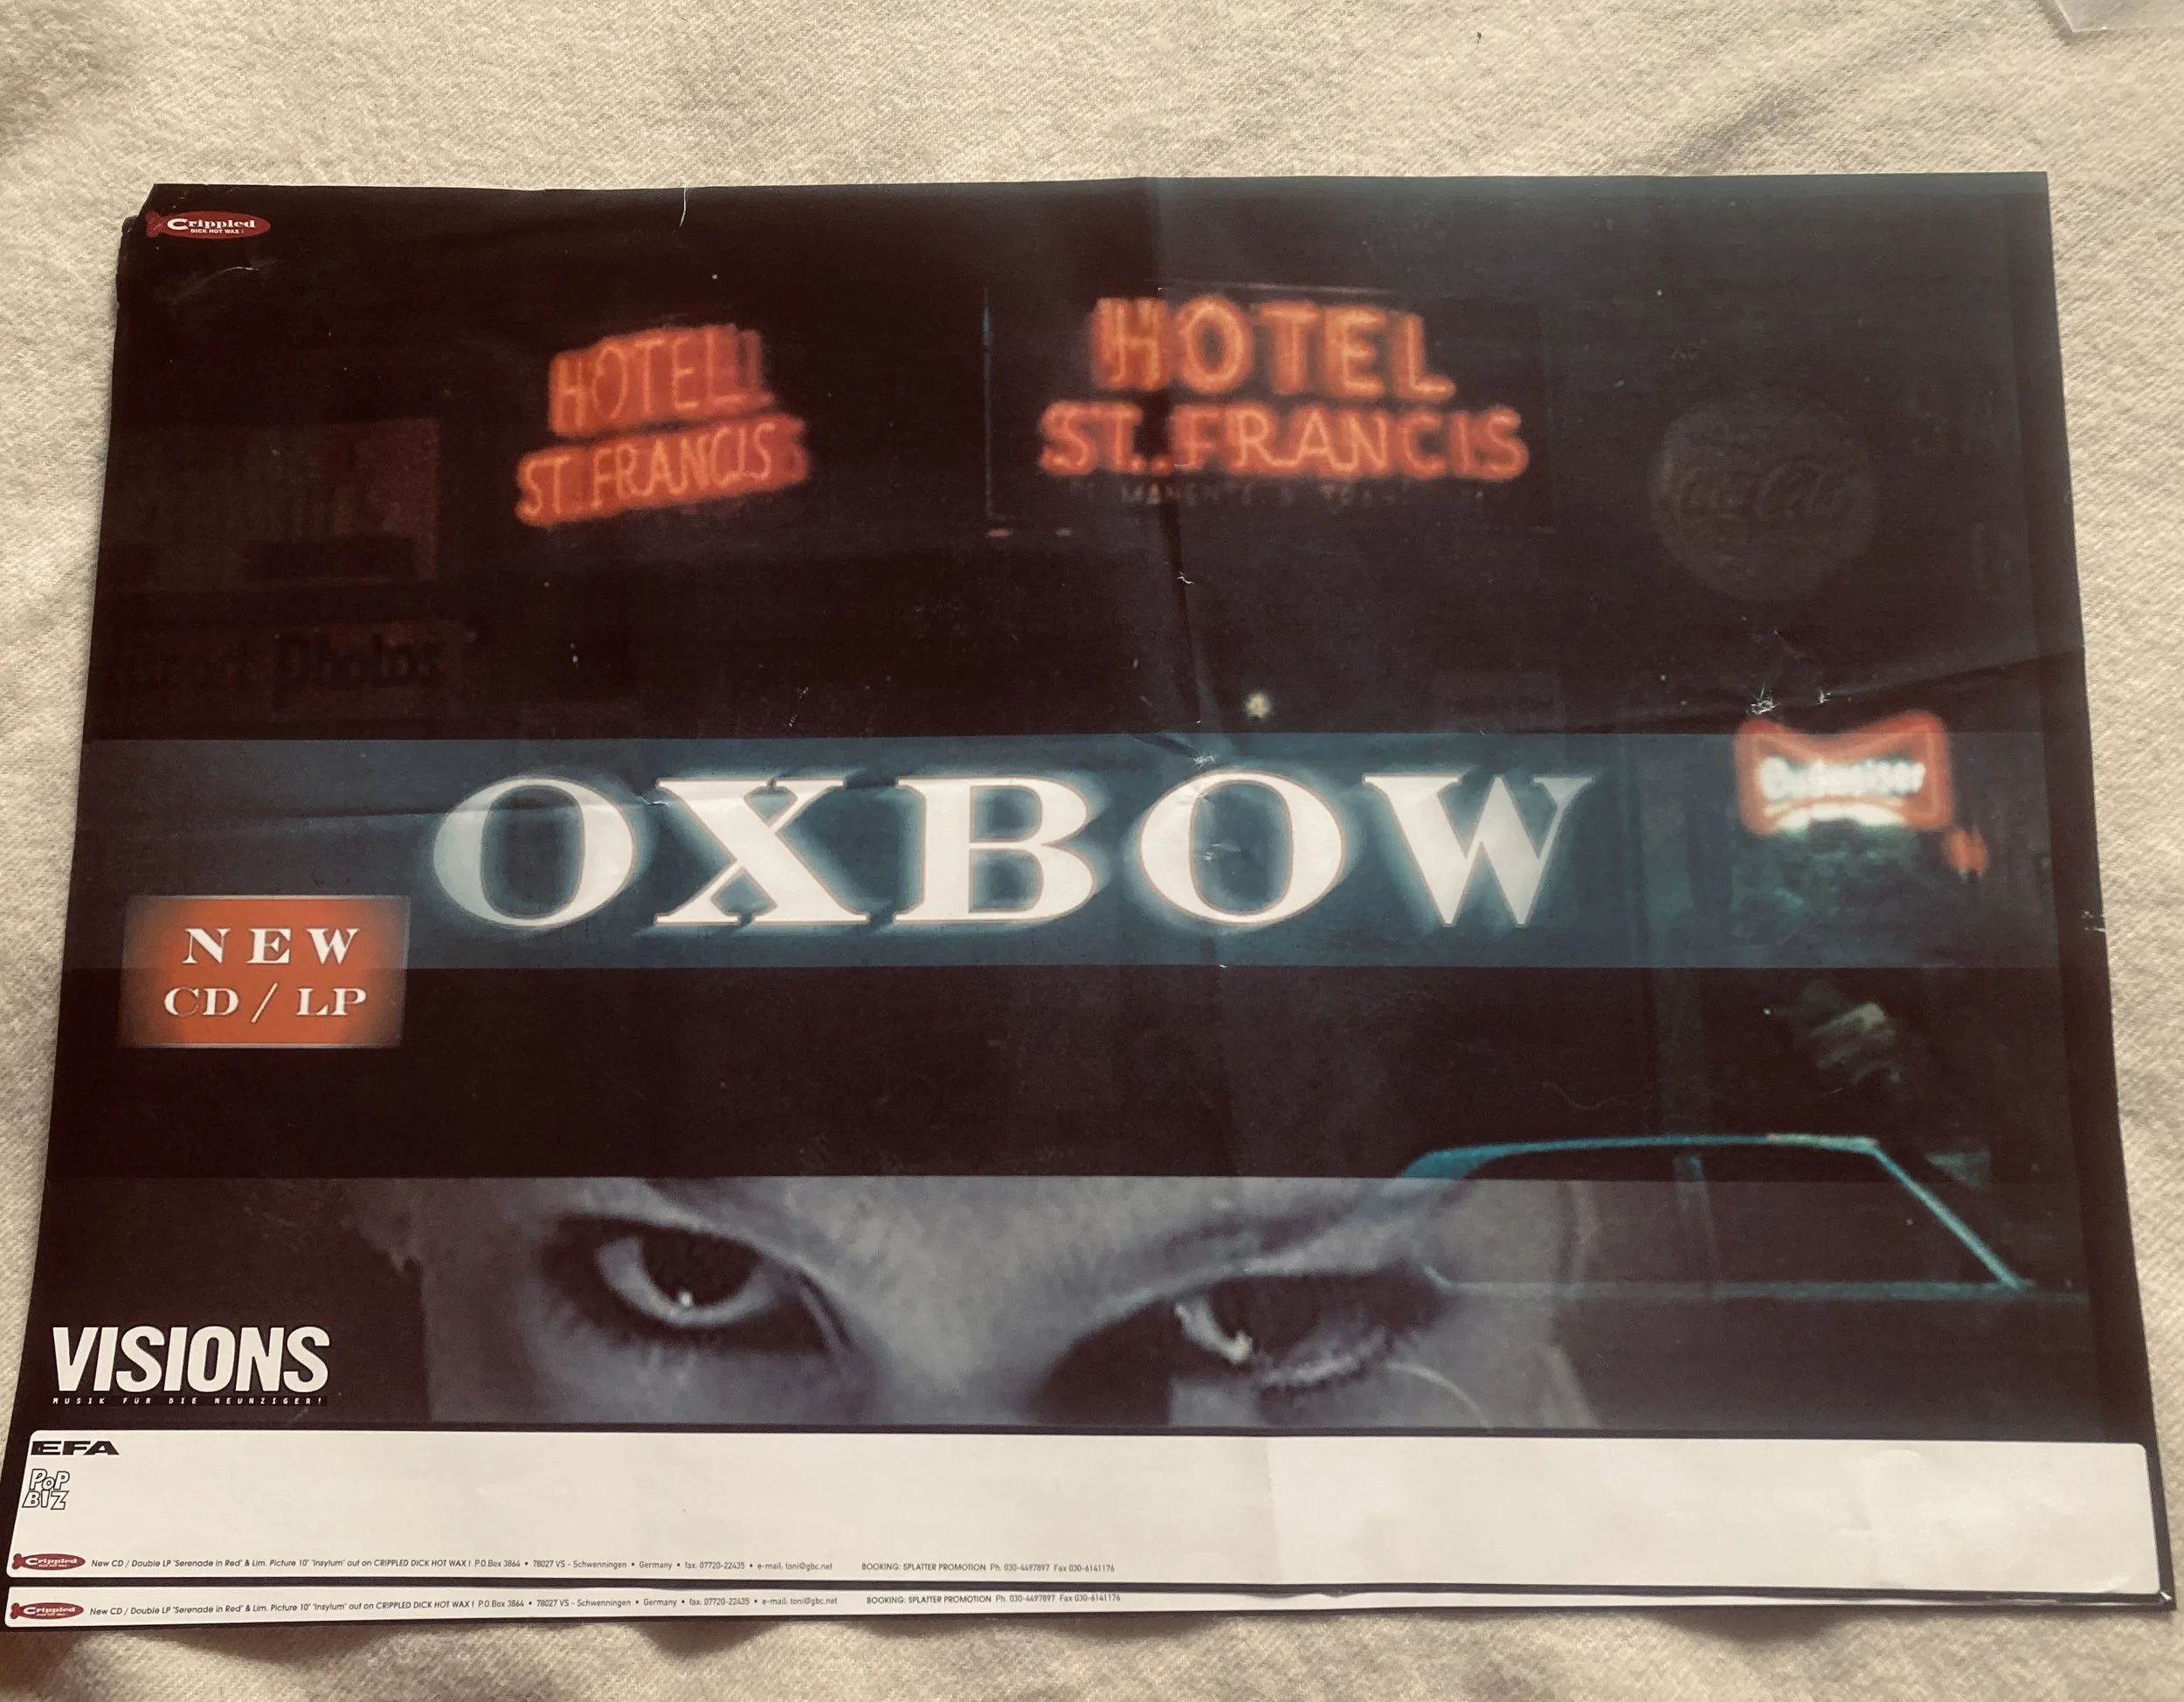 Crippled
DICK HOT WAX!
HOTEL
ST. FRANCIS
HOTEL
ST. FRANCIS
Coca-Cola
Photos
OXBOW
Budweiser
NEW
CD / LP
VISIONS
MUSIK FÜR DIE NEUNZIGER!
EFA
POP
BIZ
Crippled
New CD / Double LP "Serenade in Red" & Lim. Picture 10" "Insylum" out on CRIPPLED DICK HOT WAX! P.O.Box 3864 • 78027 VS - Schwenningen • Germany • fax. 07720-22435 • e-mail. toni@gbc.net BOOKING: SPLATTER PROMOTION Ph. 030-4497897 Fax 030-6141176
Crippled
New CD / Double LP "Serenade in Red" & Lim. Picture 10" "Insylum" out on CRIPPLED DICK HOT WAX! P.O.Box 3864 • 78027 VS - Schwenningen • Germany • fax. 07720-22435 • e-mail. toni@gbc.net BOOKING: SPLATTER PROMOTION Ph. 030-4497897 Fax 030-6141176